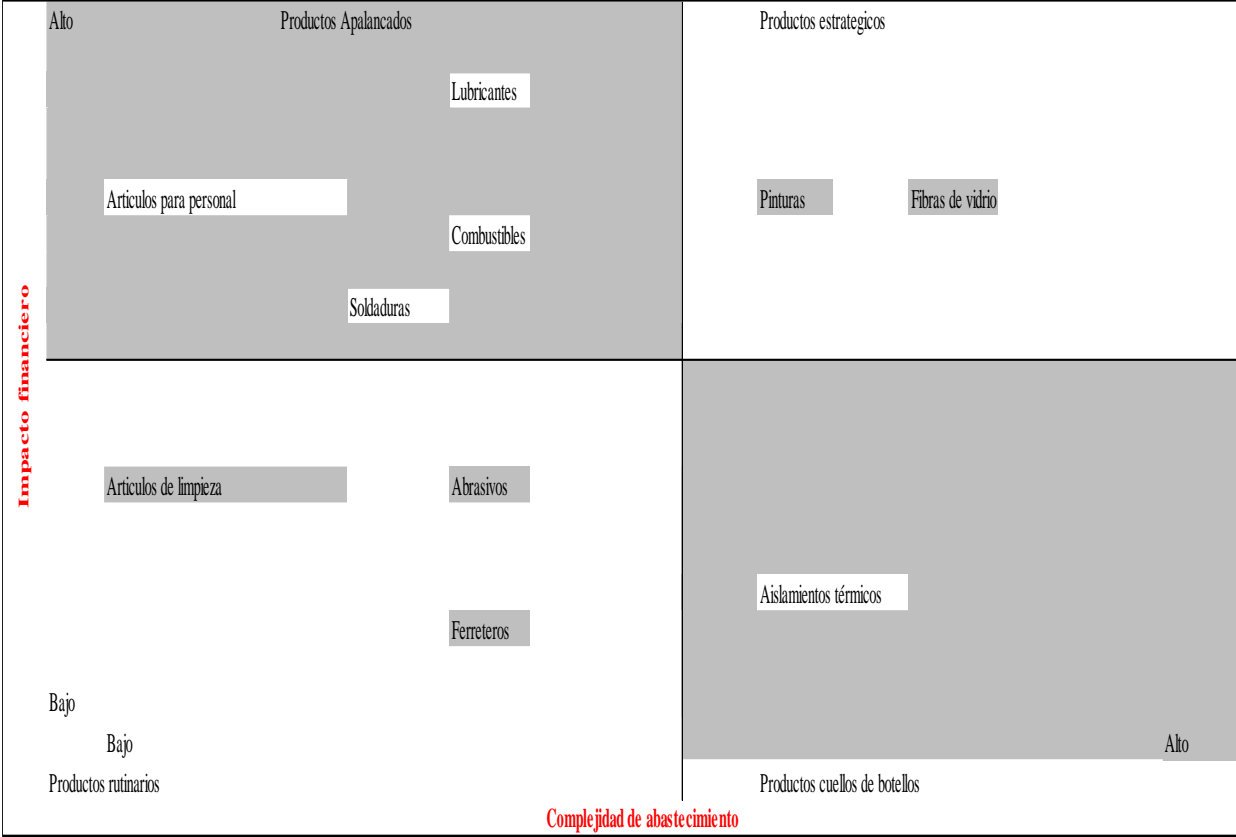 Alto
Productos Apalancados
Productos estrategicos
Lubricantes
Articulos para personal
Pinturas
Fibras de vidrio
Combustibles
Soldaduras
Impacto financiero
Articulos de limpieza
Abrasivos
Aislamientos térmicos
Ferreteros
Bajo
Bajo
Alto
Productos rutinarios
Productos cuellos de botellos
Complejidad de abastecimiento